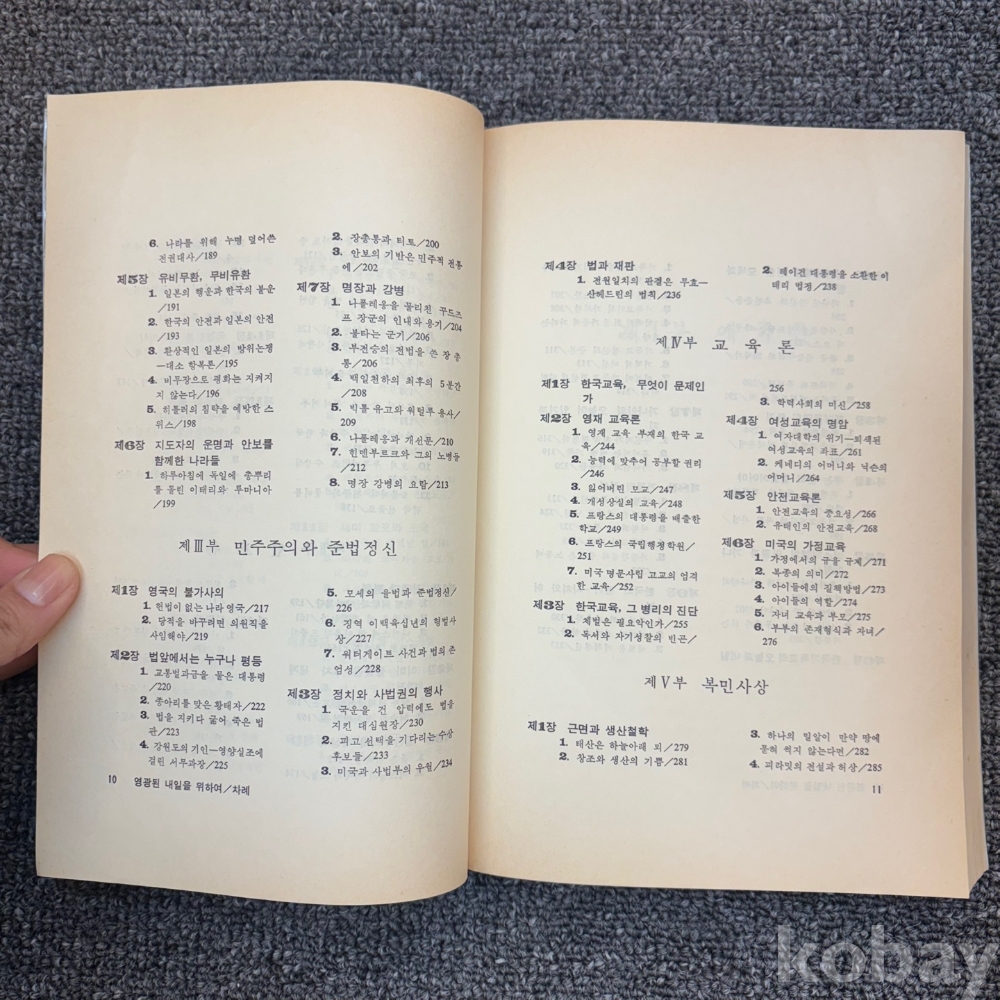 6. 나라를 위해 누명 덮어쓴
전권대사/189
제5장 유비무환, 무비유환
1. 일본의 행운과 한국의 불운
/191
2. 한국의 안전과 일본의 안전
/193
3. 환상적인 일본의 방위논쟁
—대소 항복론/195
4. 비무장으로 평화는 지켜지
지 않는다/196
5. 히틀러의 침략을 예방한 스
위스/198
제6장 지도자의 운명과 안보를
함께한 나라들
1. 하루아침에 독일에 총뿌리
를 돌린 이태리와 루마니아
/199
2. 장총통과 티토/200
3. 안보의 기반은 민주적 전통
에/202
제7장 명장과 강병
1. 나풀레옹을 물리친 쿠드즈
프 장군의 인내와 용기/204
2. 불타는 군기/206
3. 부전승의 전법을 쓴 장총
통/206
4. 백일천하의 최후의 5분간
/208
5. 빅톨 유고와 워털루 용사/
209
6. 나풀레옹과 개선문/210
7. 힌덴부르크와 그의 노병들
/212
8. 명장 강병의 요람/213
제Ⅲ부 민주주의와 준법정신
제1장 영국의 불가사의
1. 헌법이 없는 나라 영국/217
2. 당적을 바꾸려면 의원직을
사임해야/219
제2장 법앞에서는 누구나 평등
1. 교통벌과금을 물은 대통령
/220
2. 종아리를 맞은 황태자/222
3. 법을 지키다 굶어 죽은 법
관/223
4. 강원도의 기인—영양실조에
걸린 서무과장/225
5. 모세의 율법과 준법정신/
226
6. 징역 이백육십년의 형법사
상/227
7. 워터게이트 사건과 법의 존
엄성/228
제3장 정치와 사법권의 행사
1. 국운을 건 압력에도 법을
지킨 대심원장/230
2. 피고 선택을 기다리는 수상
후보들/233
3. 미국과 사법부의 우월/234
10 영광된 내일을 위하여/차례
제4장 법과 재판
1. 전원일치의 판결은 무효—
산헤드린의 법칙/236
2. 레이건 대통령을 소환한 이
태리 법정/238
제Ⅳ부 교육론
제1장 한국교육, 무엇이 문제인
가
제2장 영재 교육론
1. 영재 교육 부재의 한국 교
육/244
2. 능력에 맞추어 공부할 권리
/246
3. 잃어버린 모교/247
4. 개성상실의 교육/248
5. 프랑스의 대통령을 배출한
학교/249
6. 프랑스의 국립행정학원/
251
7. 미국 명문사립 고교의 엄격
한 교육/252
제3장 한국교육, 그 병리의 진단
1. 체벌은 필요악인가/255
2. 독서와 자기성찰의 빈곤/
256
3. 학력사회의 미신/258
제4장 여성교육의 명암
1. 여자대학의 위기—퇴색된
여성교육의 좌표/261
2. 케네디의 어머니와 닉슨의
어머니/264
제5장 안전교육론
1. 안전교육의 중요성/266
2. 유태인의 안전교육/268
제6장 미국의 가정교육
1. 가정에서의 금욜 규제/271
2. 복종의 의미/272
3. 아이들에의 질책방법/273
4. 아이들의 역할/274
5. 자녀 교육과 부모/275
6. 부부의 존재형식과 자녀/
276
제Ⅴ부 복민사상
제1장 근면과 생산철학
1. 태산은 하늘아래 뫼/279
2. 창조와 생산의 기쁨/281
3. 하나의 밀알이 만약 땅에
묻혀 썩지 않는다면/282
4. 피라밋의 전설과 허상/285
11
kobay